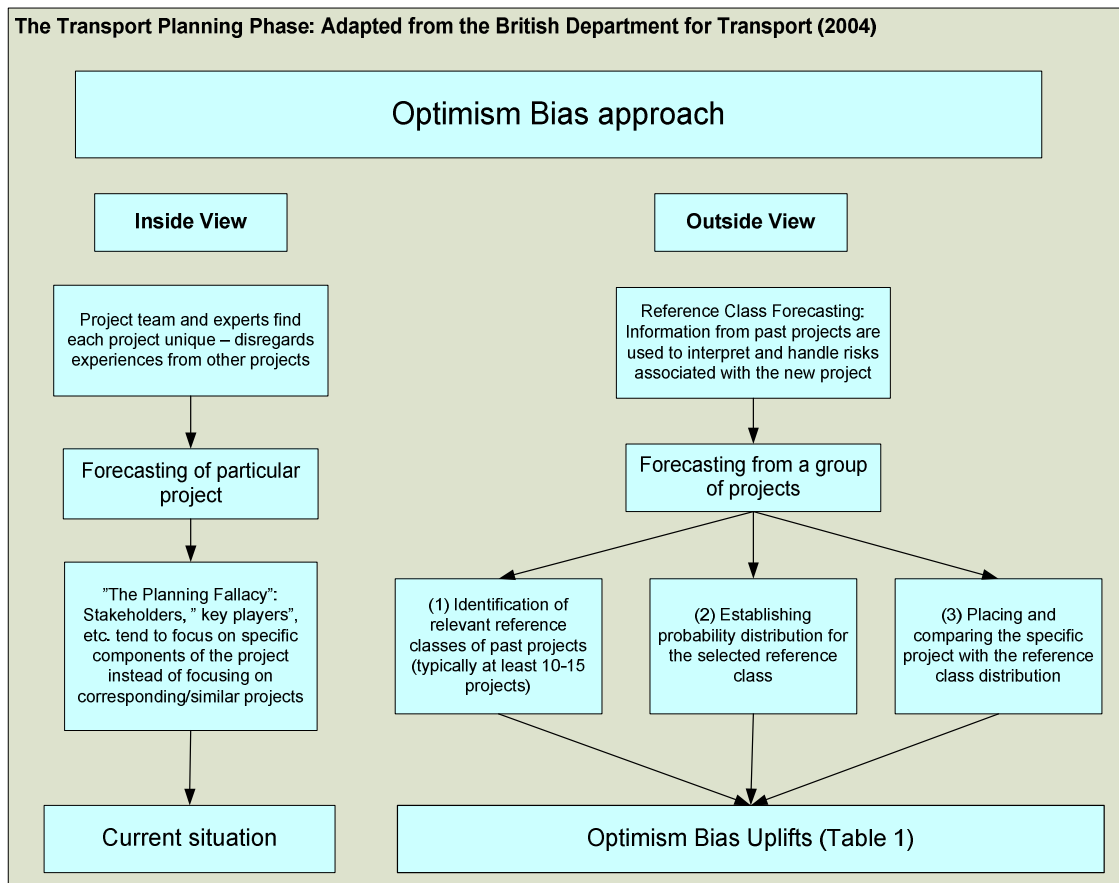 The Transport Planning Phase: Adapted from the British Department for Transport (2004)
Optimism Bias approach
Inside View
Project team and experts find
each project unique – disregards
experiences from other projects
Forecasting of particular
project
”The Planning Fallacy”:
Stakeholders, ” key players”,
etc. tend to focus on specific
components of the project
instead of focusing on
corresponding/similar projects
Current situation
Outside View
Reference Class Forecasting:
Information from past projects are
used to interpret and handle risks
associated with the new project
Forecasting from a group
of projects
(1) Identification of
relevant reference
classes of past projects
(typically at least 10-15
projects)
(2) Establishing
probability distribution for
the selected reference
class
(3) Placing and
comparing the specific
project with the reference
class distribution
Optimism Bias Uplifts (Table 1)